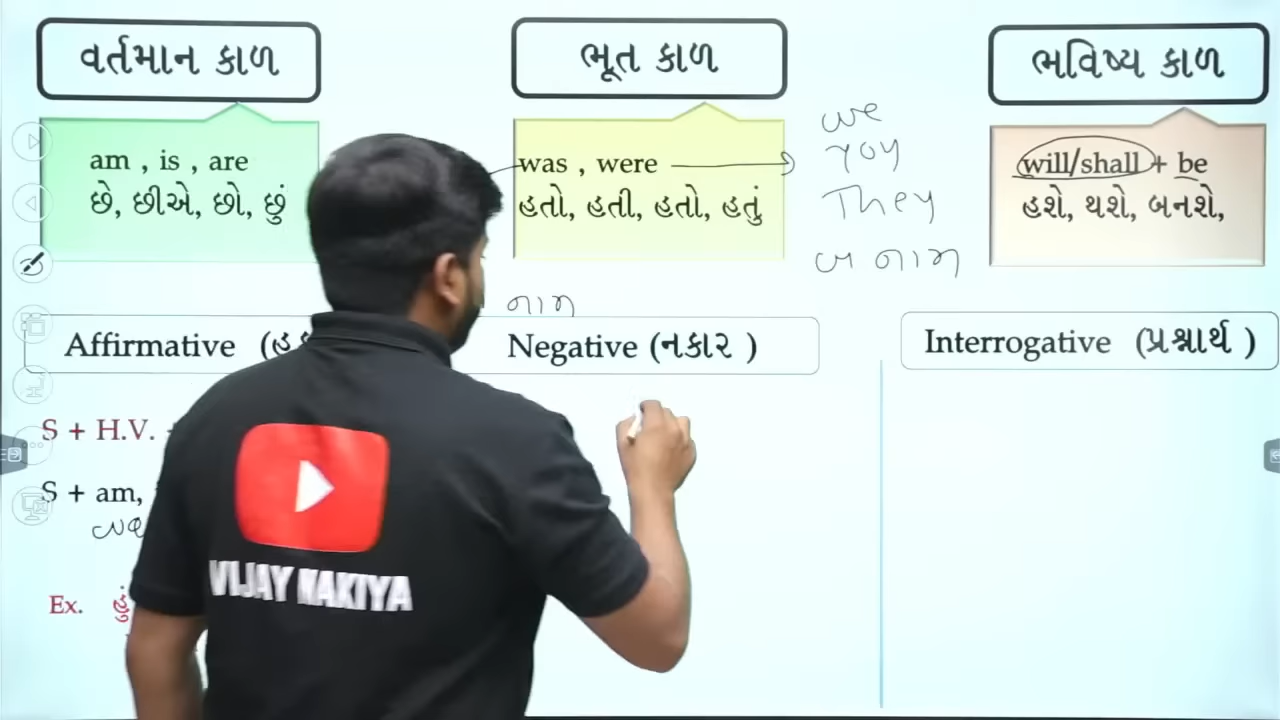 વર્તમાન કાળ
ભૂત કાળ
ભવિષ્ય કાળ
am , is , are
છે, છીએ, છો, છું
was , were
હતો, હતી, હતો, હતું
we
you
They
બ નામ
will/shall + be
હશે, થશે, બનશે,
નામ
Affirmative
Negative (નકાર )
Interrogative (પ્રશ્નાર્થ )
S + H.V.
S + am,
Ex. હું
VIJAY NAKIYA